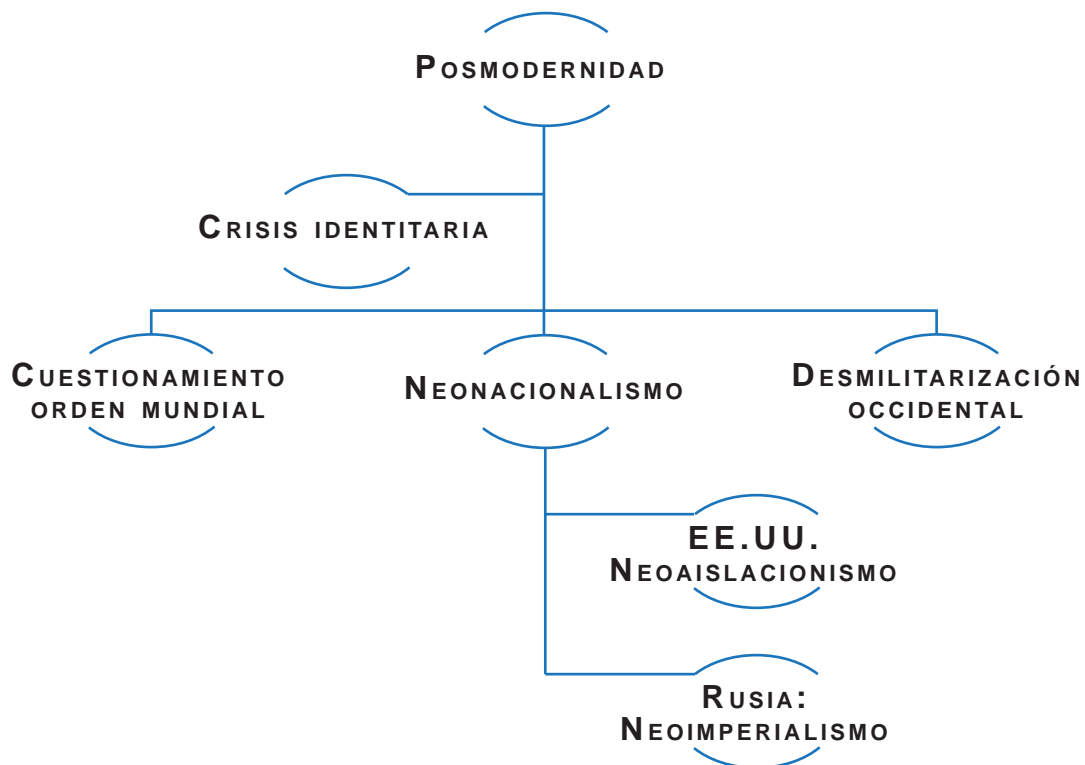 Posmodernidad
Crisis identitaria
Cuestionamiento
orden mundial
Neonacionalismo
Desmilitarización
occidental
EE.UU.
Neoaislacionismo
Rusia:
Neoimperialismo